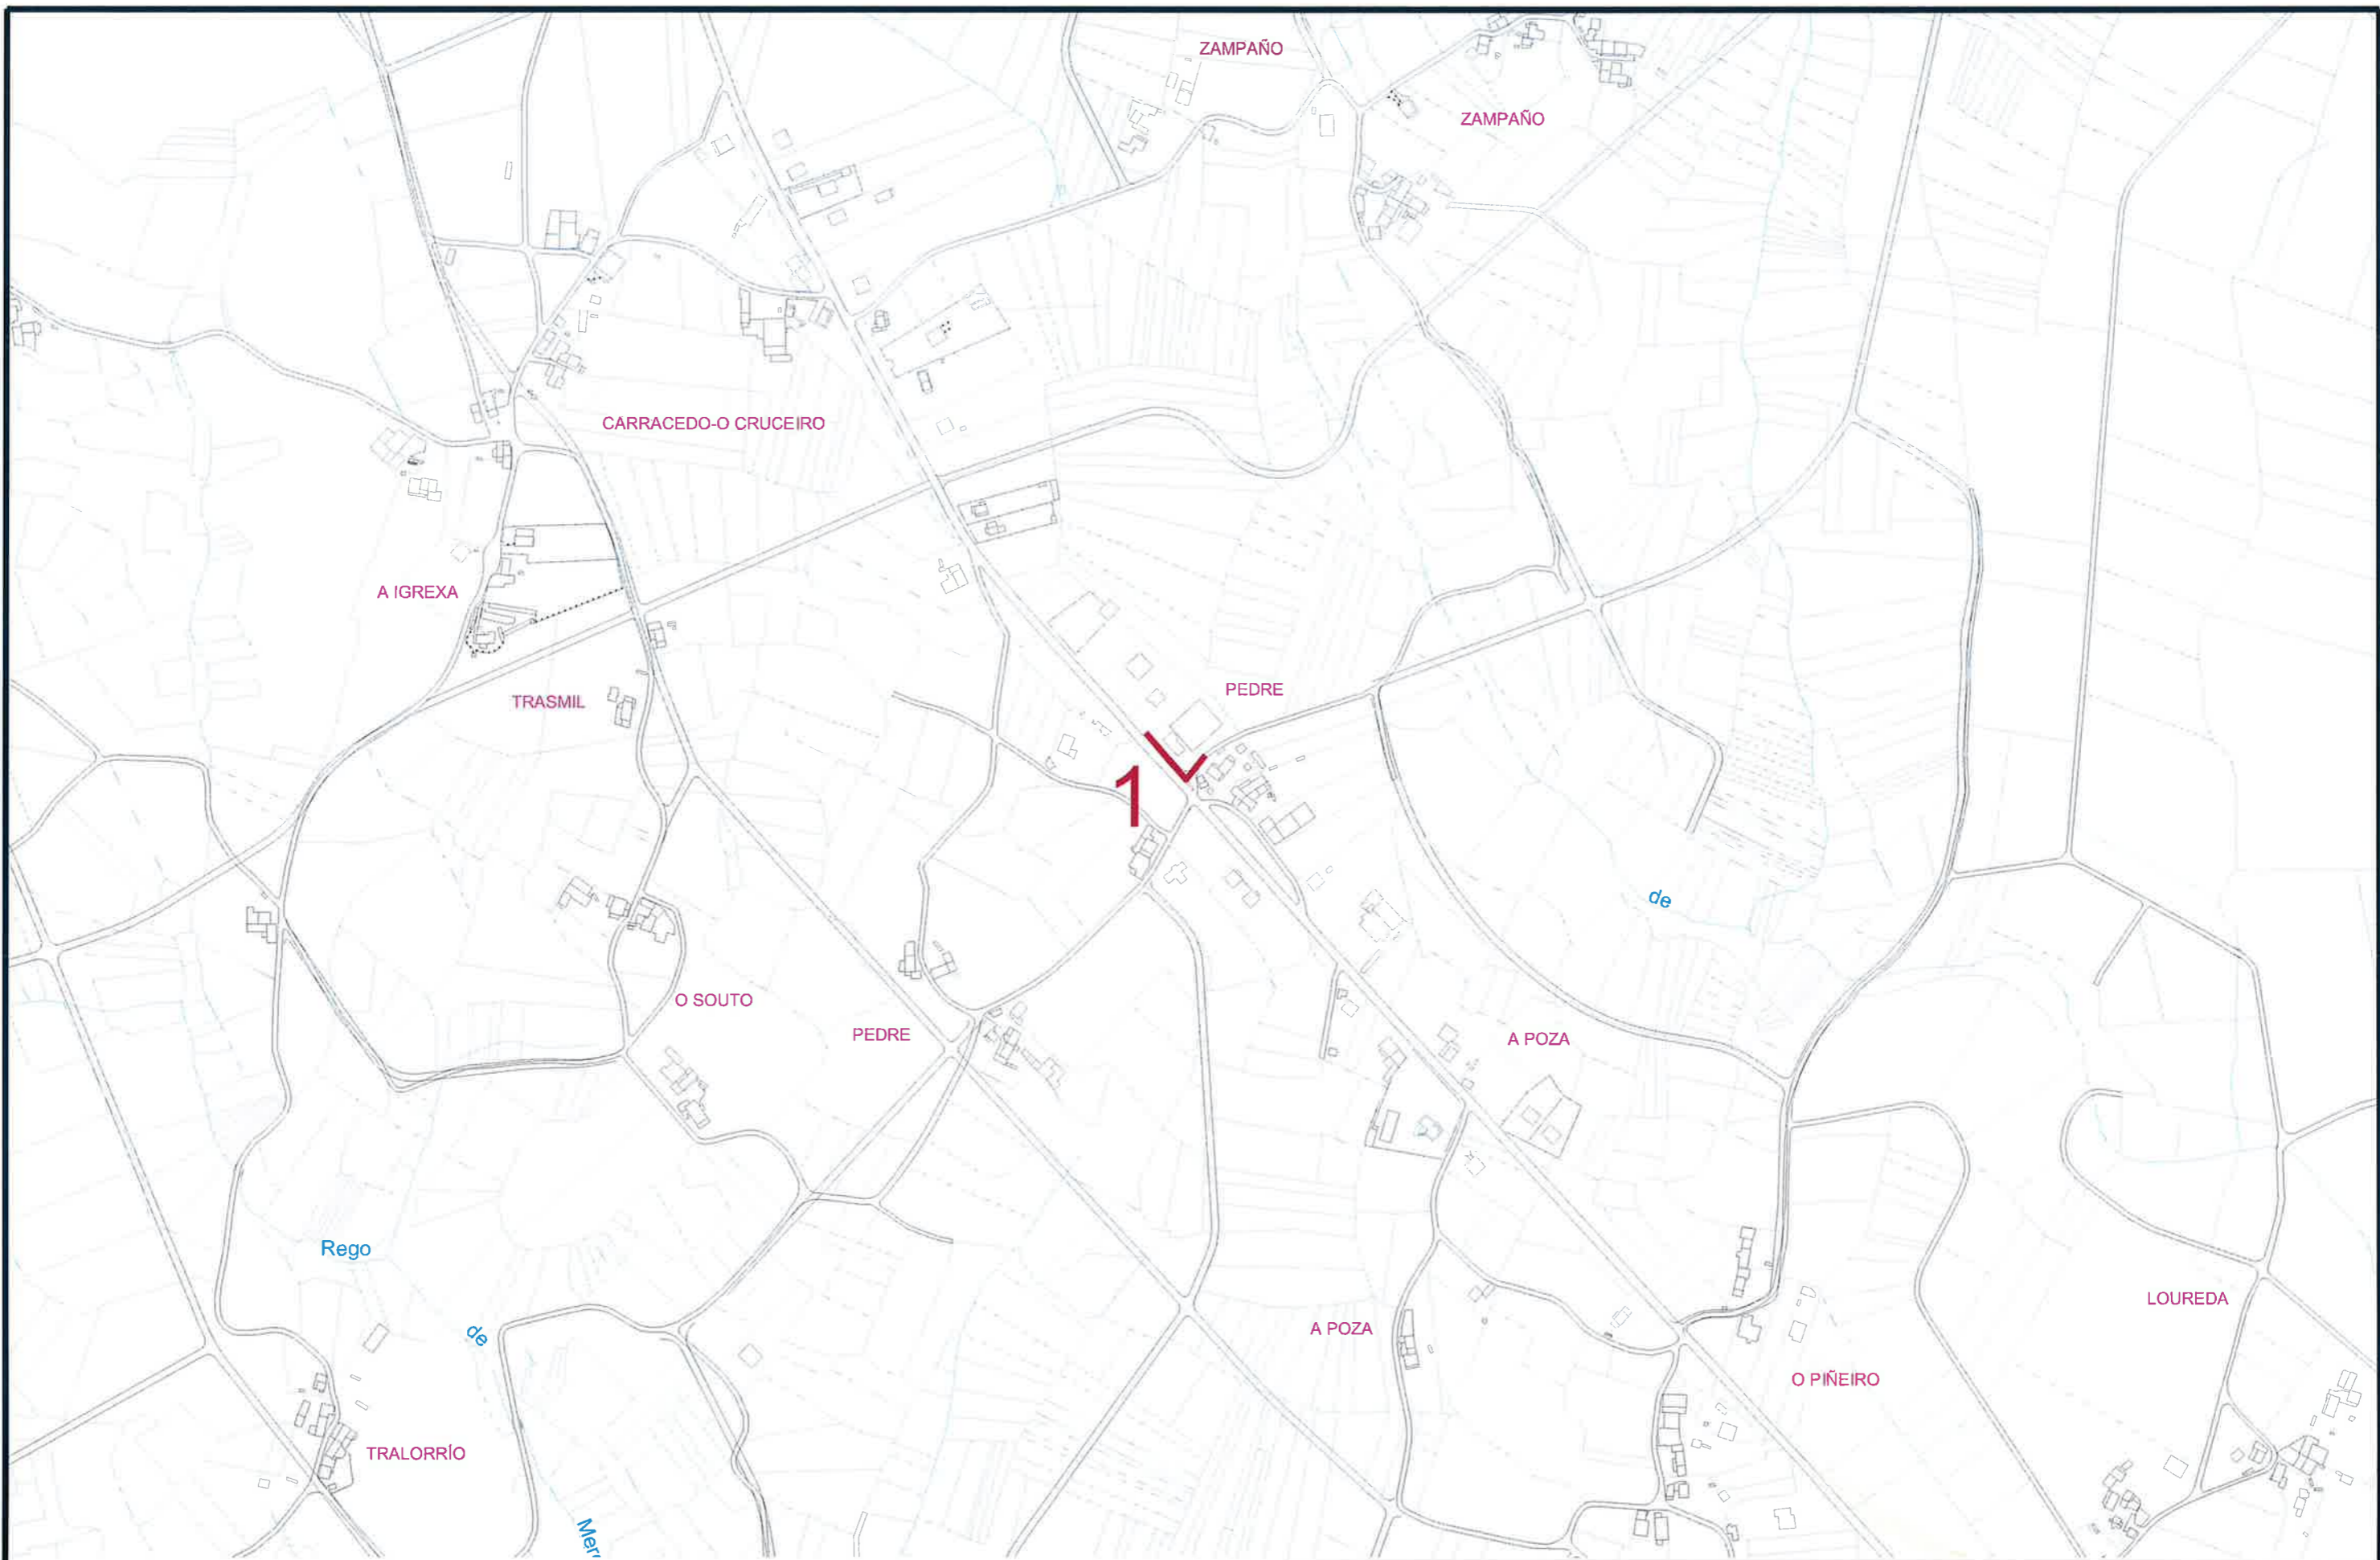 ZAMPAÑO
ZAMPAÑO
CARRACEDO-O CRUCEIRO
A IGREXA
TRASMIL
PEDRE
1
de
O SOUTO
PEDRE
A POZA
Rego
de
LOUREDA
A POZA
O PIÑEIRO
TRALORRÍO